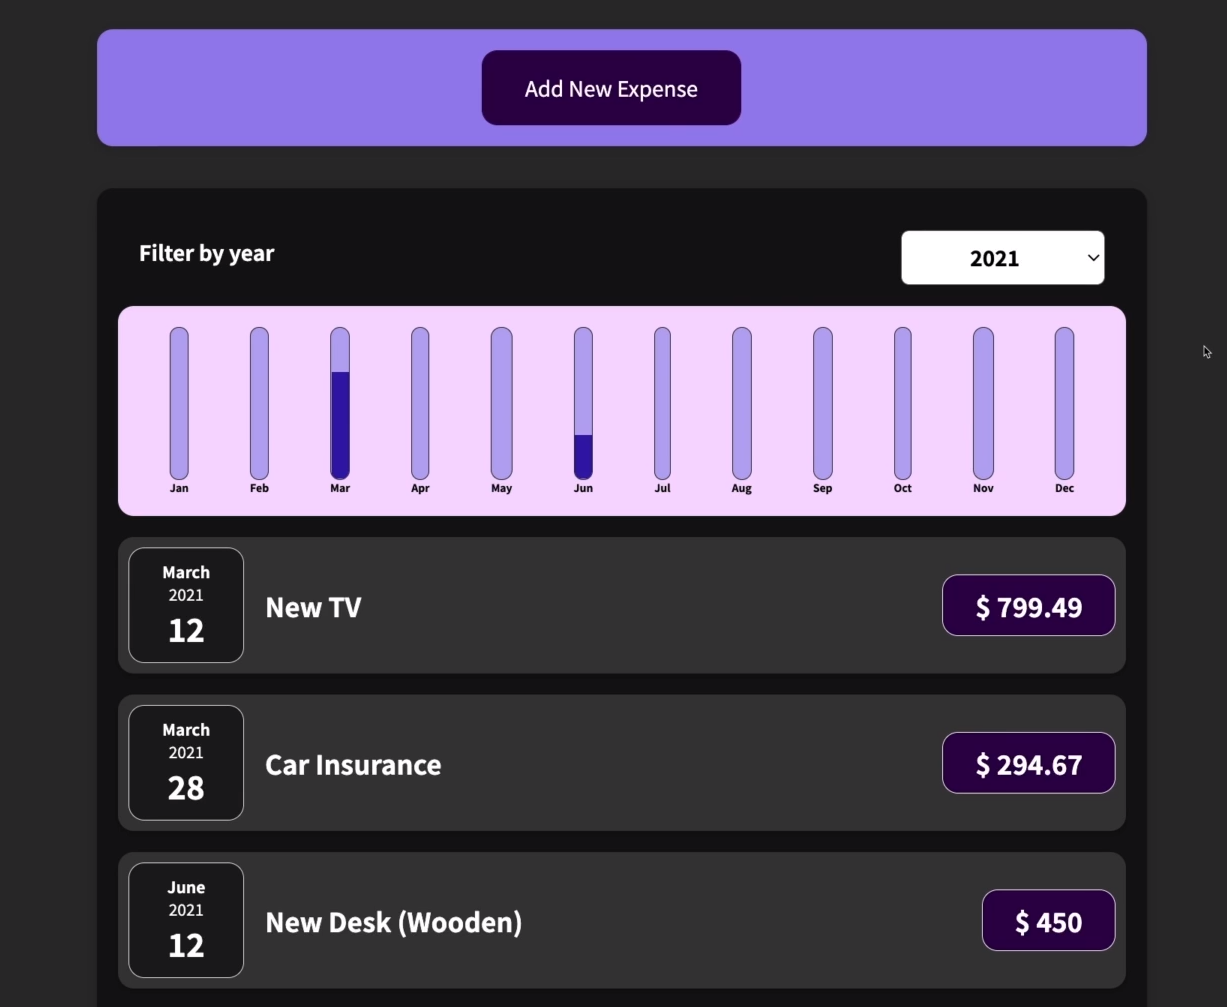 Add New Expense
Filter by year
2021
Jan Feb Mar Apr May Jun Jul Aug Sep Oct Nov Dec
March
2021
12
New TV
$ 799.49
March
2021
28
Car Insurance
$ 294.67
June
2021
12
New Desk (Wooden)
$ 450